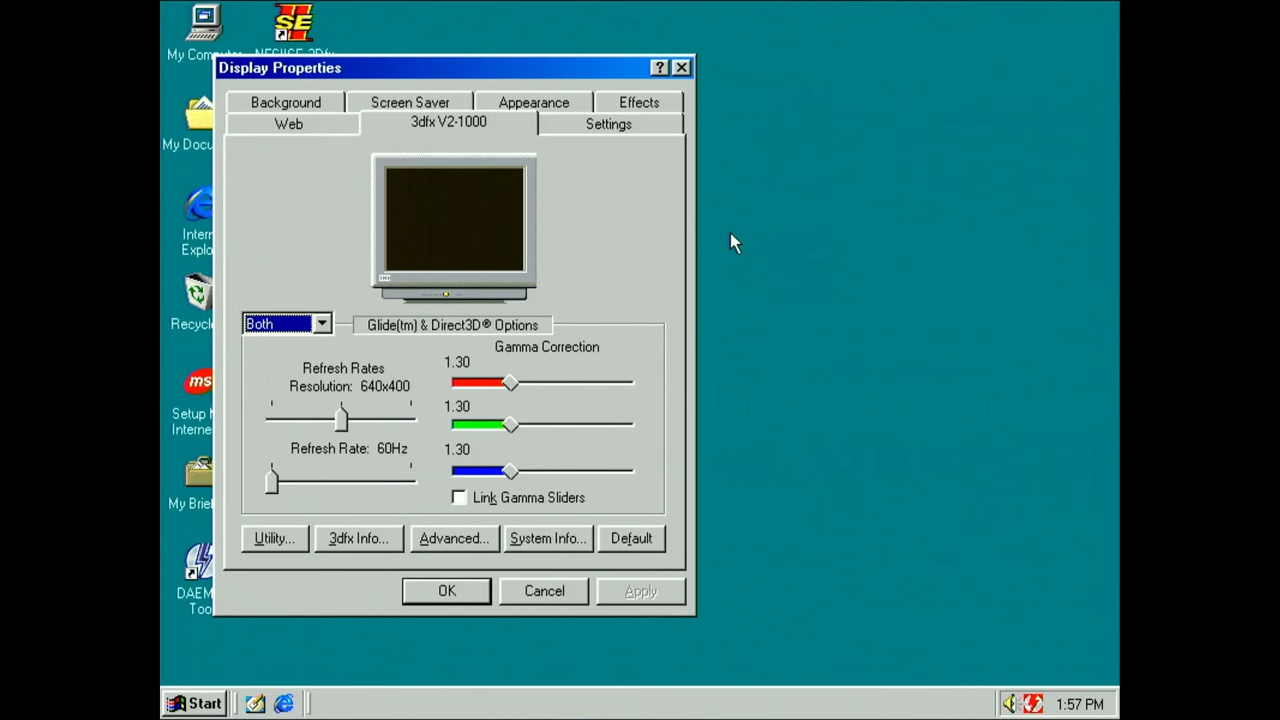 My Computer
SE
Display Properties
Background
Screen Saver
Appearance
Effects
Web
3dfx V2-1000
Settings
My Docu
Intern
Explo
Recycle
ms
Setup
Interne
My Brie
DAEM
Too
Both
Glide(tm) & Direct3D® Options
Gamma Correction
Refresh Rates
Resolution: 640x400
Refresh Rate: 60Hz
1.30
1.30
1.30
Link Gamma Sliders
Utility...
3dfx Info...
Advanced...
System Info...
Default
OK
Cancel
Apply
Start
1:57 PM